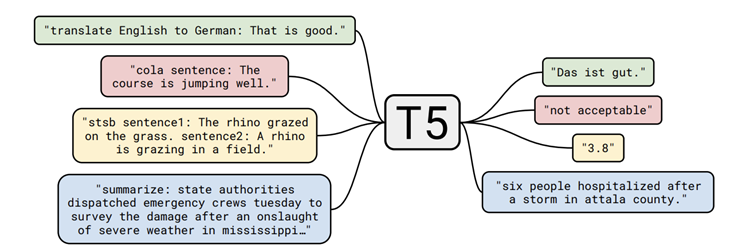 "translate English to German: That is good."
"cola sentence: The
course is jumping well."
"stsb sentence1: The rhino grazed
on the grass. sentence2: A rhino
is grazing in a field."
"summarize: state authorities
dispatched emergency crews tuesday to
survey the damage after an onslaught
of severe weather in mississippi…"
T5
"Das ist gut."
"not acceptable"
"3.8"
"six people hospitalized after
a storm in attala county."